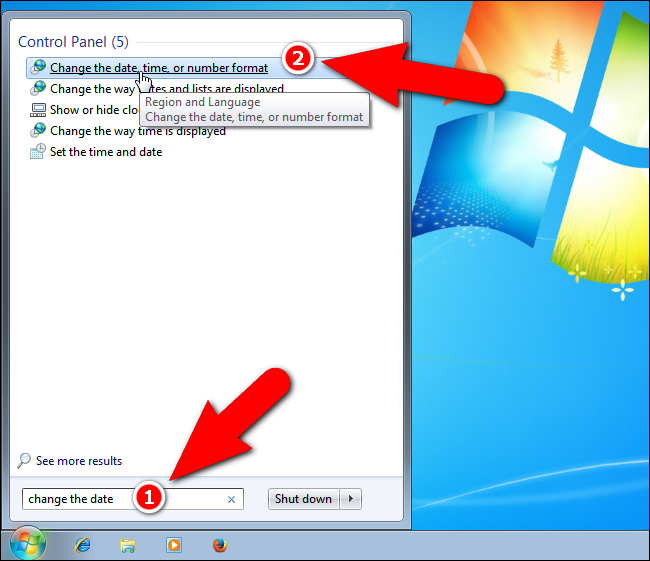 Control Panel (5)
Change the date, time, or number format
2
Change the way
tes and lists are displayed
Region and Language
Change the date, time, or number format
Show or hide clo
Change the way time is displayed
Set the time and date
See more results
change the date
1
Shut down